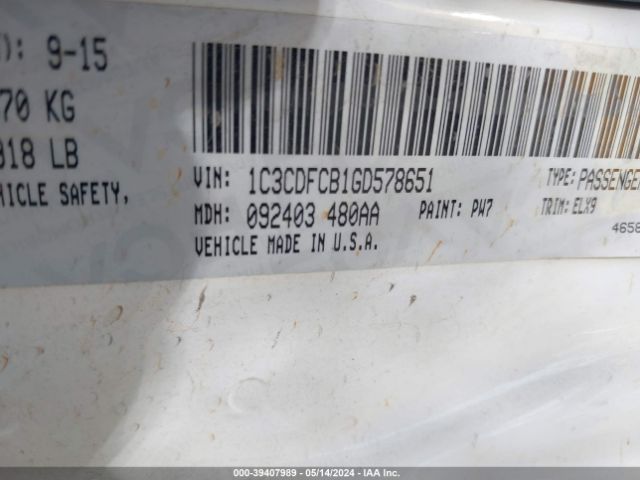 ): 9-15
70 KG
818 LB
HICLE SAFETY,
VIN: 1C3CDFCB1GD578651
TYPE: PASSENGE
MDH: 092403 480AA
PAINT: PW7
TRIM: ELX9
VEHICLE MADE IN U.S.A.
4658
000-39407989 - 05/14/2024 - IAA Inc.